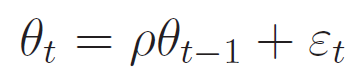 θ_t = ρθ_{t−1} + ε_t